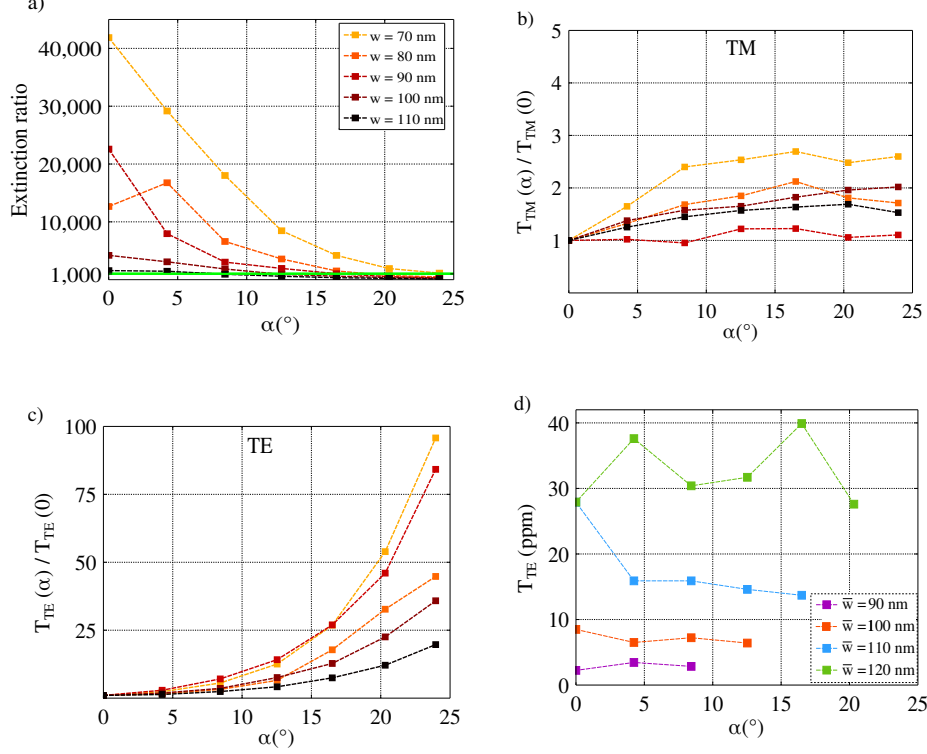 a)
Extinction ratio
40,000
30,000
20,000
10,000
1,000
0 5 10 15 20 25
α(°)
w = 70 nm
w = 80 nm
w = 90 nm
w = 100 nm
w = 110 nm
b)
TM
T_TM (α) / T_TM (0)
5
4
3
2
1
0 5 10 15 20 25
α(°)
c)
TE
T_TE (α) / T_TE (0)
100
75
50
25
0 5 10 15 20 25
α(°)
d)
T_TE (ppm)
40
30
20
10
0
0 5 10 15 20 25
α(°)
w̅ = 90 nm
w̅ = 100 nm
w̅ = 110 nm
w̅ = 120 nm